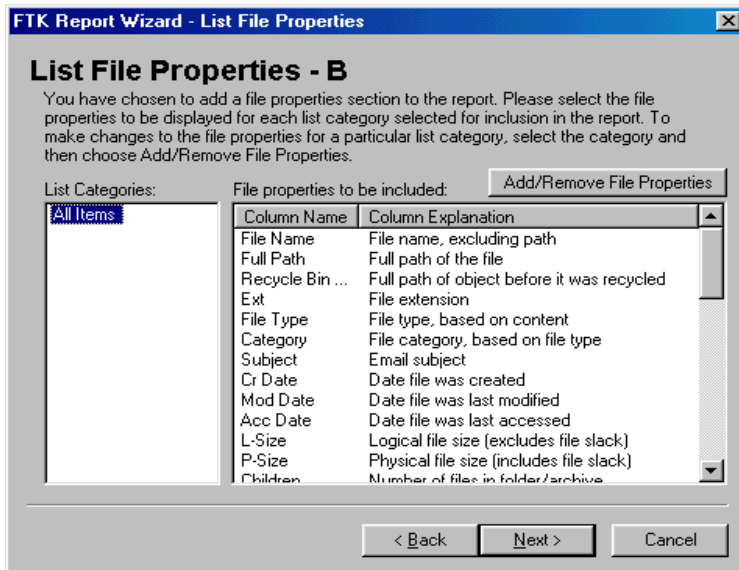 FTK Report Wizard - List File Properties
List File Properties - B
You have chosen to add a file properties section to the report. Please select the file
properties to be displayed for each list category selected for inclusion in the report. To
make changes to the file properties for a particular list category, select the category and
then choose Add/Remove File Properties.
Add/Remove File Properties
List Categories:
File properties to be included:
All Items
Column Name Column Explanation
File Name File name, excluding path
Full Path Full path of the file
Recycle Bin ... Full path of object before it was recycled
Ext File extension
File Type File type, based on content
Category File category, based on file type
Subject Email subject
Cr Date Date file was created
Mod Date Date file was last modified
Acc Date Date file was last accessed
L-Size Logical file size (excludes file slack)
P-Size Physical file size (includes file slack)
Children Number of files in folder/archive
< Back
Next >
Cancel